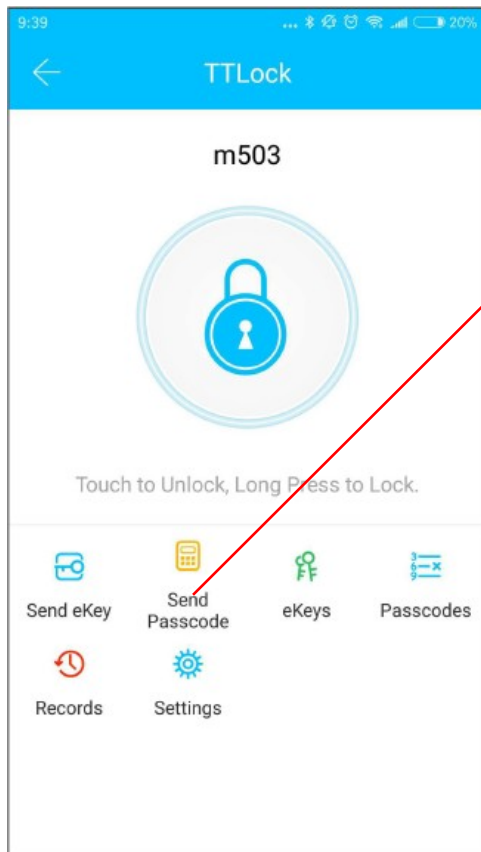 9:39 ... 20%
TTLock
m503
Touch to Unlock, Long Press to Lock.
Send eKey
Send
Passcode
eKeys
Passcodes
Records
Settings